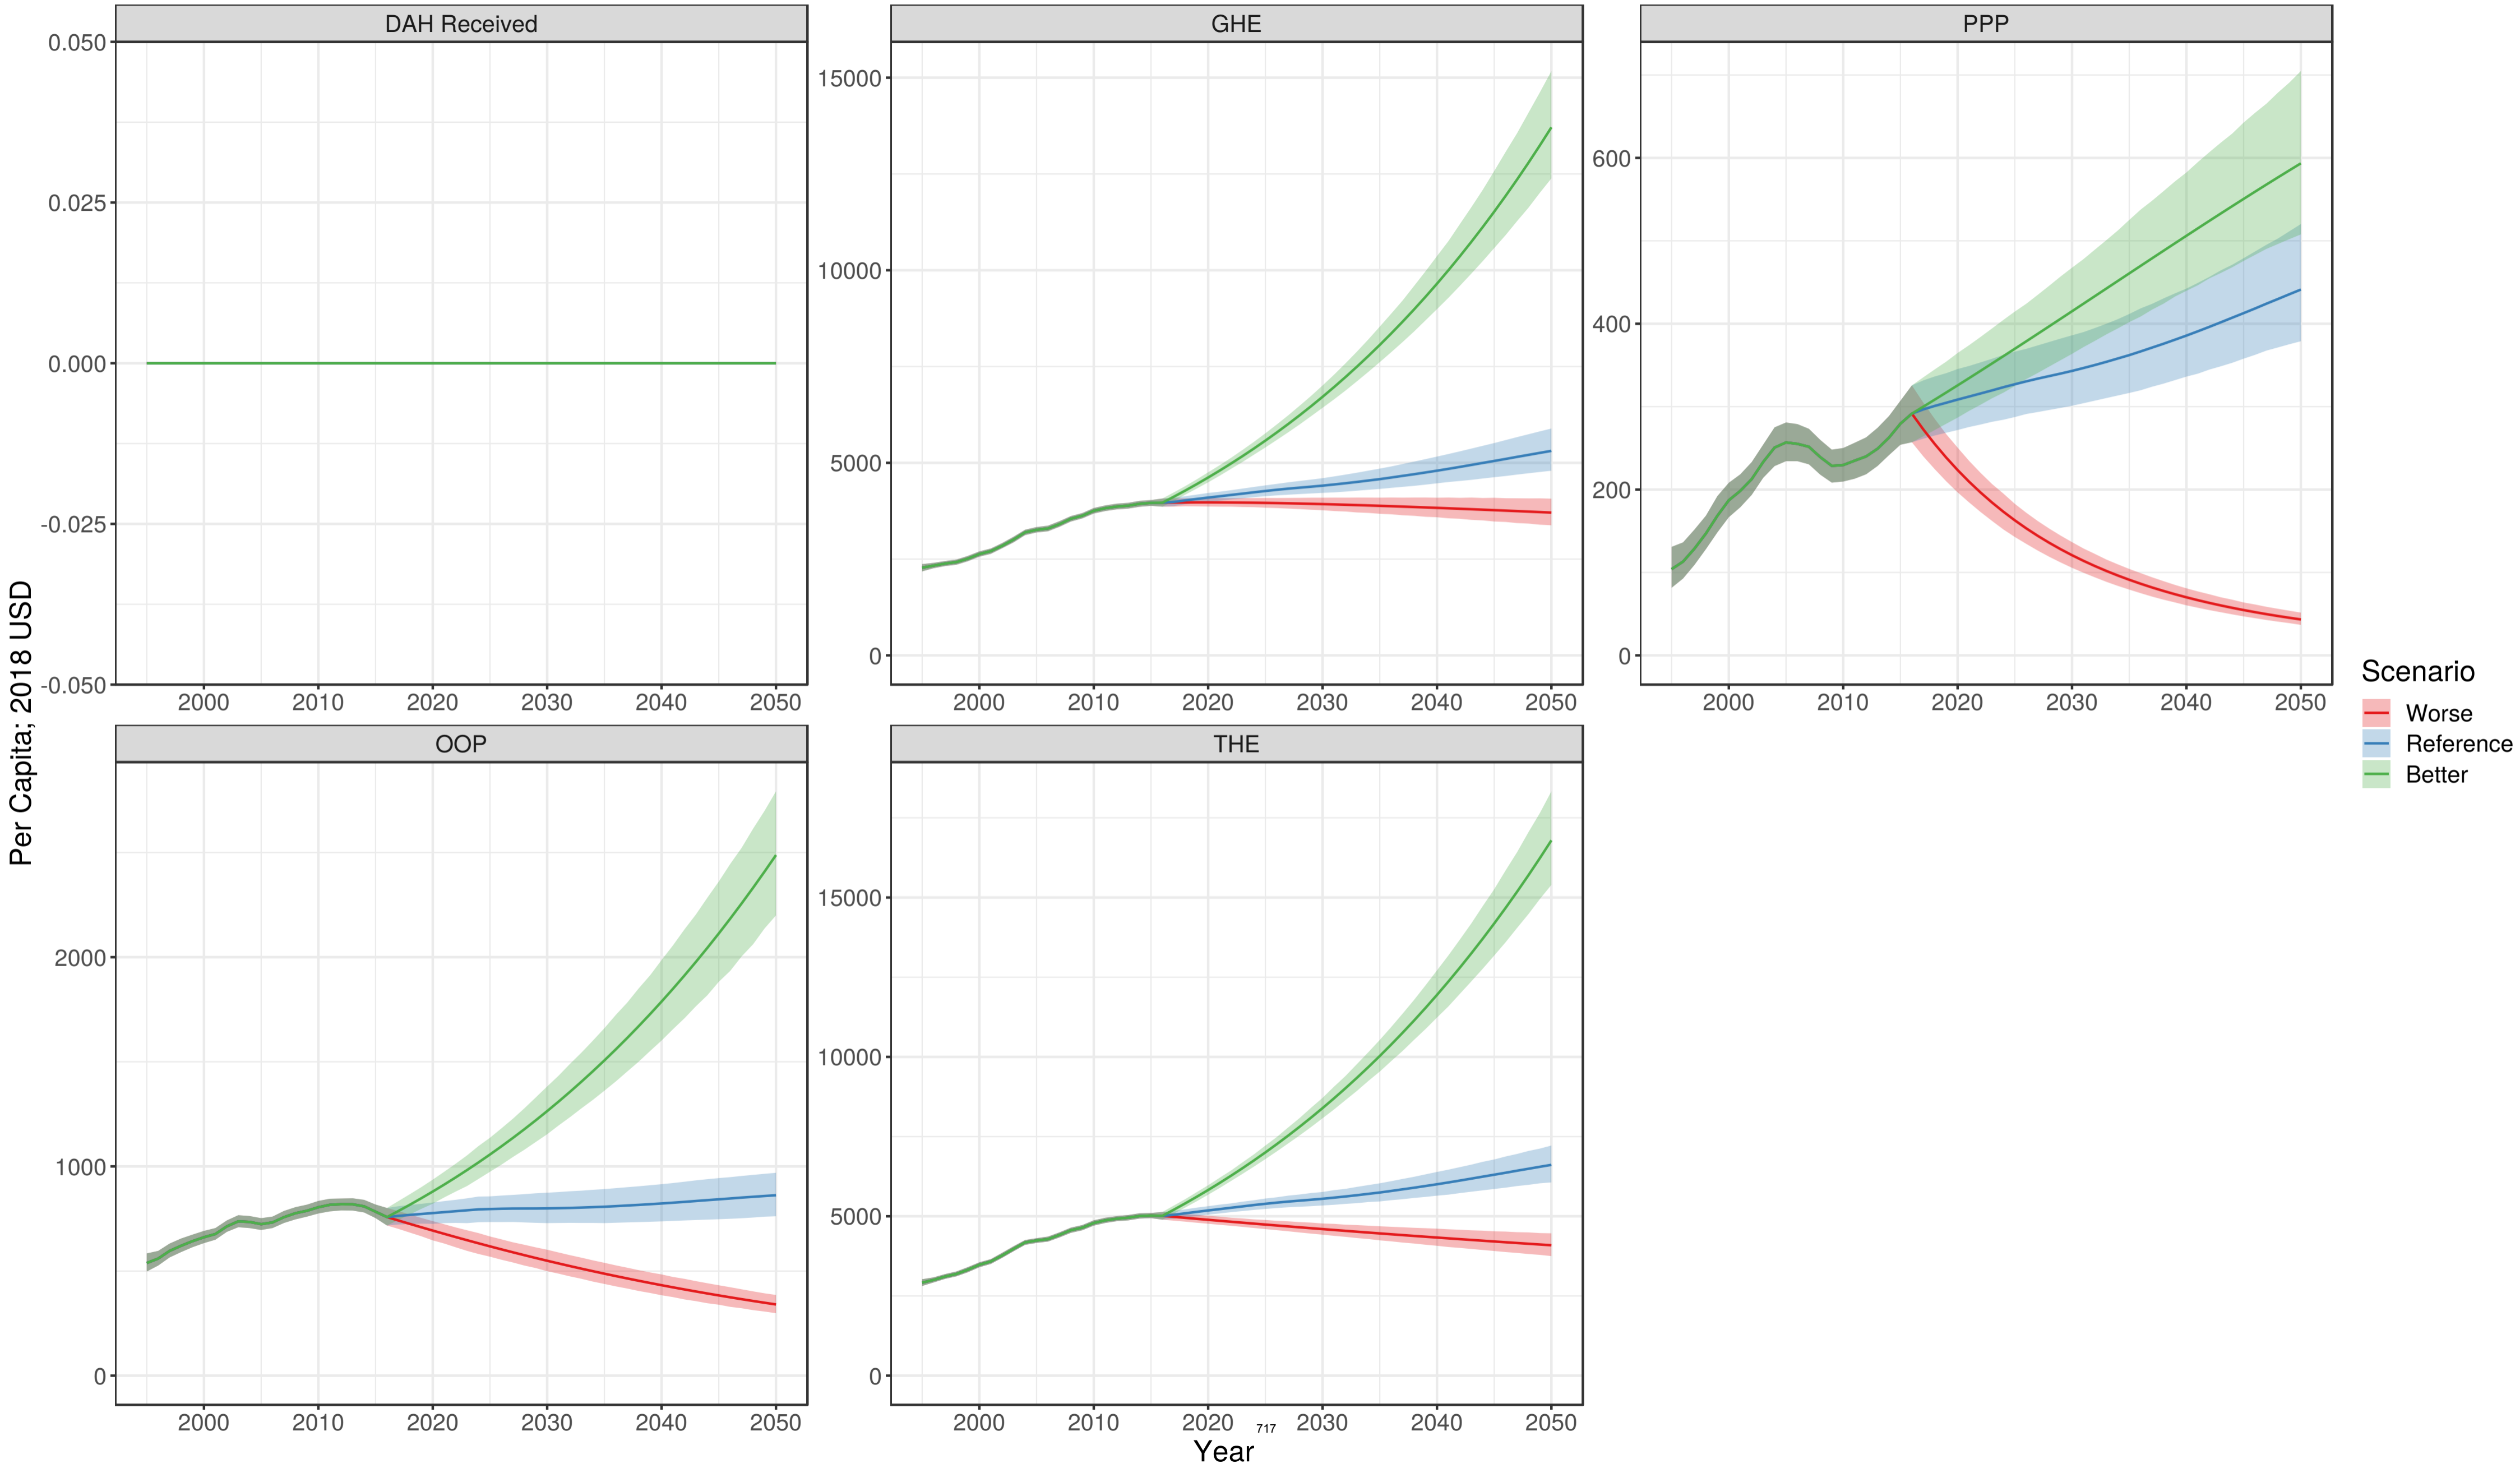 DAH Received
GHE
PPP
0.050
0.025
0.000
-0.025
-0.050
15000
10000
5000
0
600
400
200
0
2000 2010 2020 2030 2040 2050
2000 2010 2020 2030 2040 2050
2000 2010 2020 2030 2040 2050
Per Capita; 2018 USD
OOP
THE
2000
1000
0
15000
10000
5000
0
2000 2010 2020 2030 2040 2050
2000 2010 2020 2030 2040 2050
717
Year
Scenario
Worse
Reference
Better